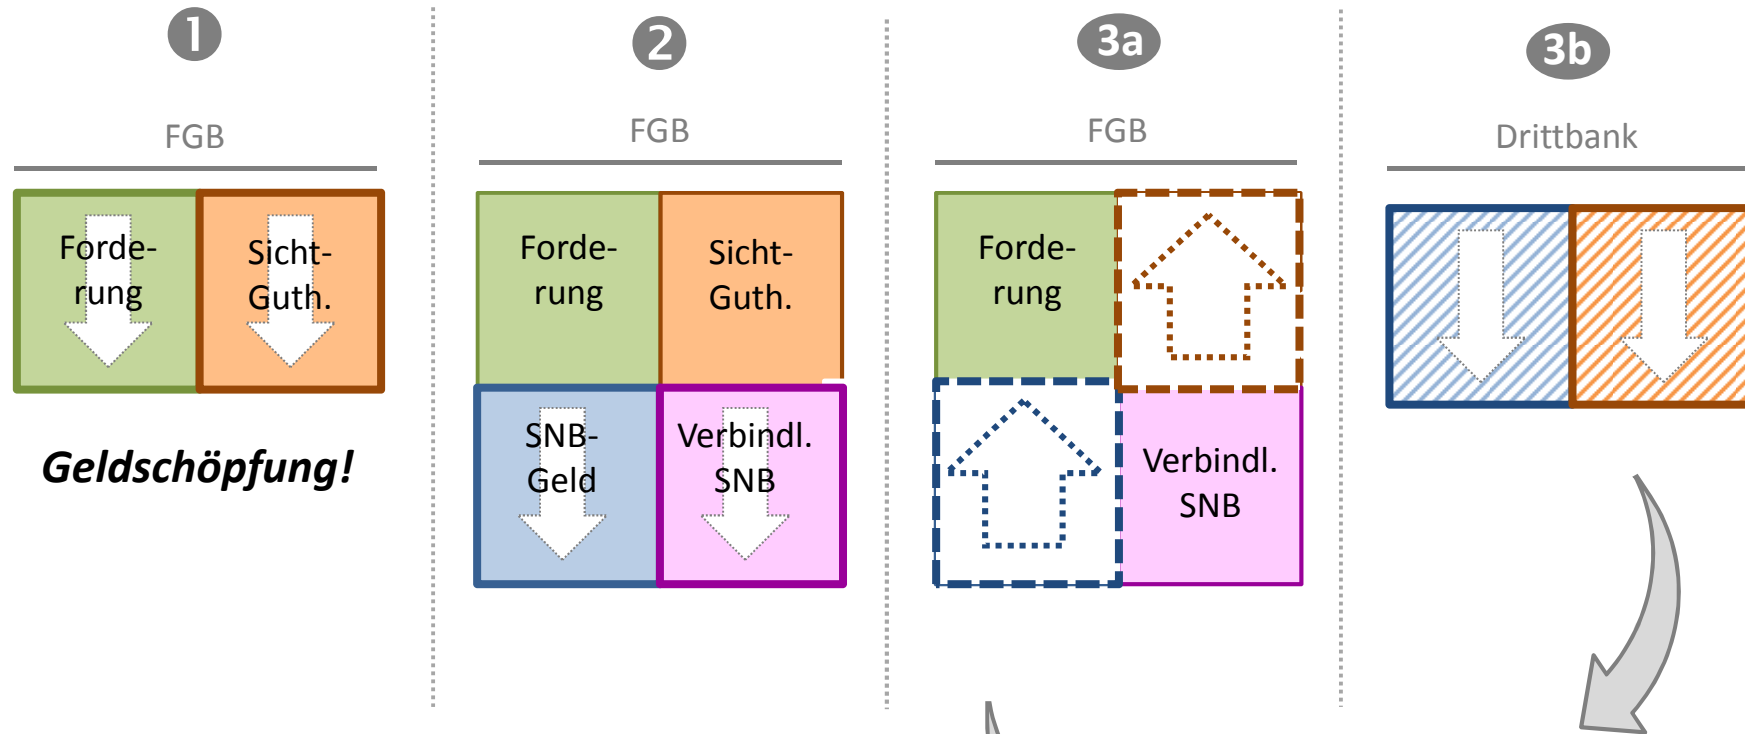 1
FGB
Forde-
rung
Sicht-
Guth.
Geldschöpfung!
2
FGB
Forde-
rung
Sicht-
Guth.
SNB-
Geld
Verbindl.
SNB
3a
FGB
Forde-
rung
Verbindl.
SNB
3b
Drittbank